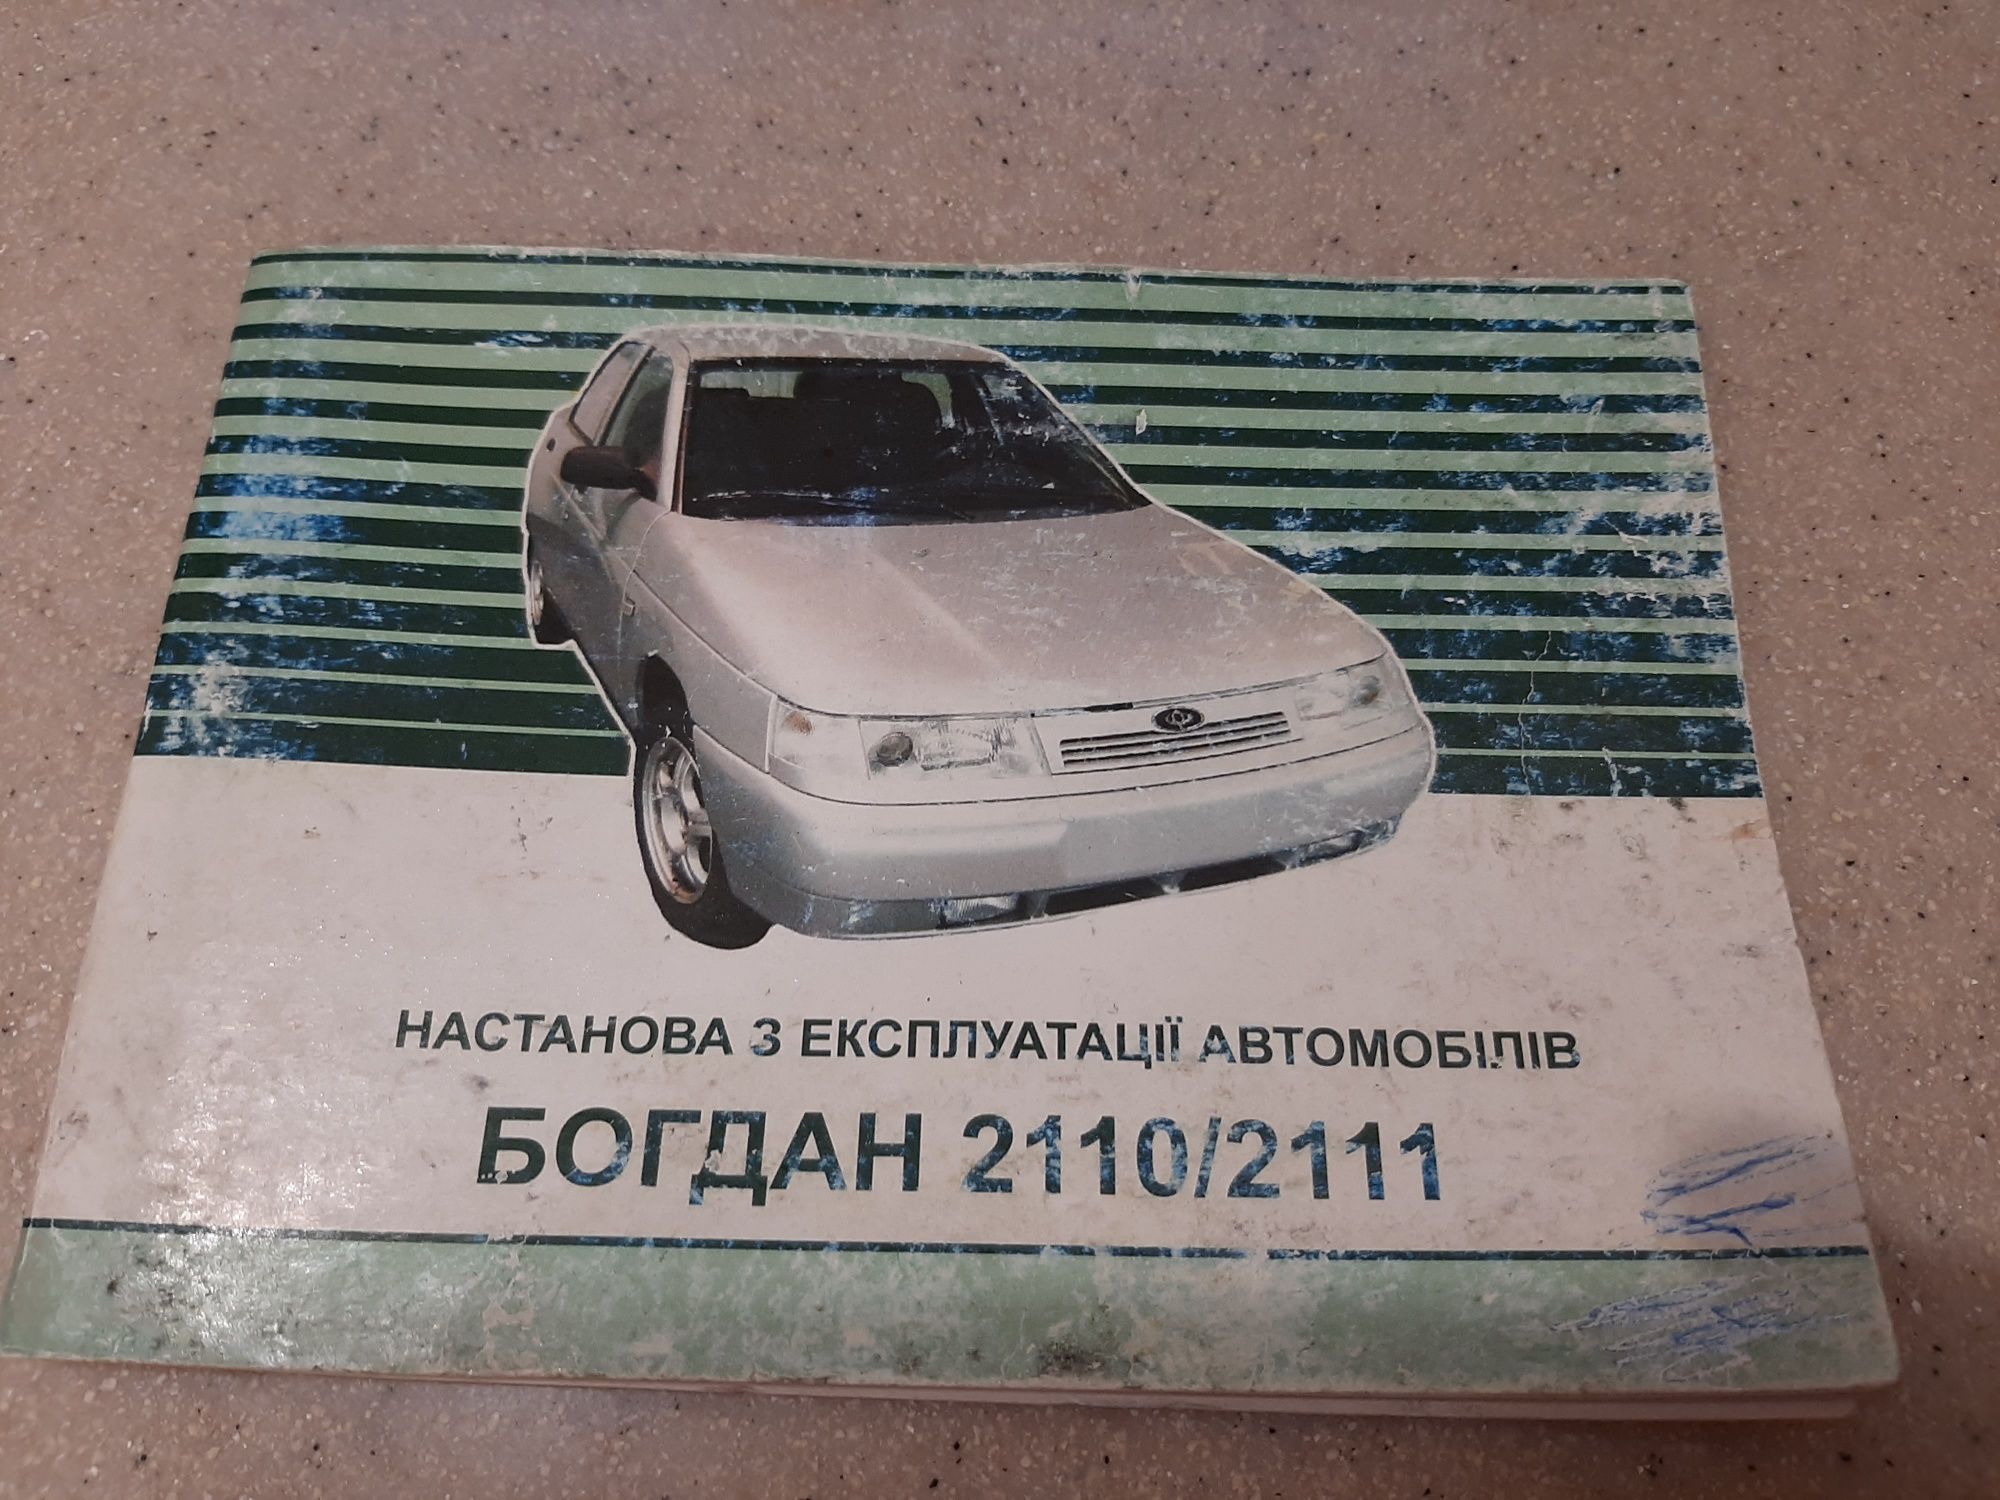 НАСТАНОВА З ЕКСПЛУАТАЦІЇ АВТОМОБІЛІВ
БОГДАН 2110/2111